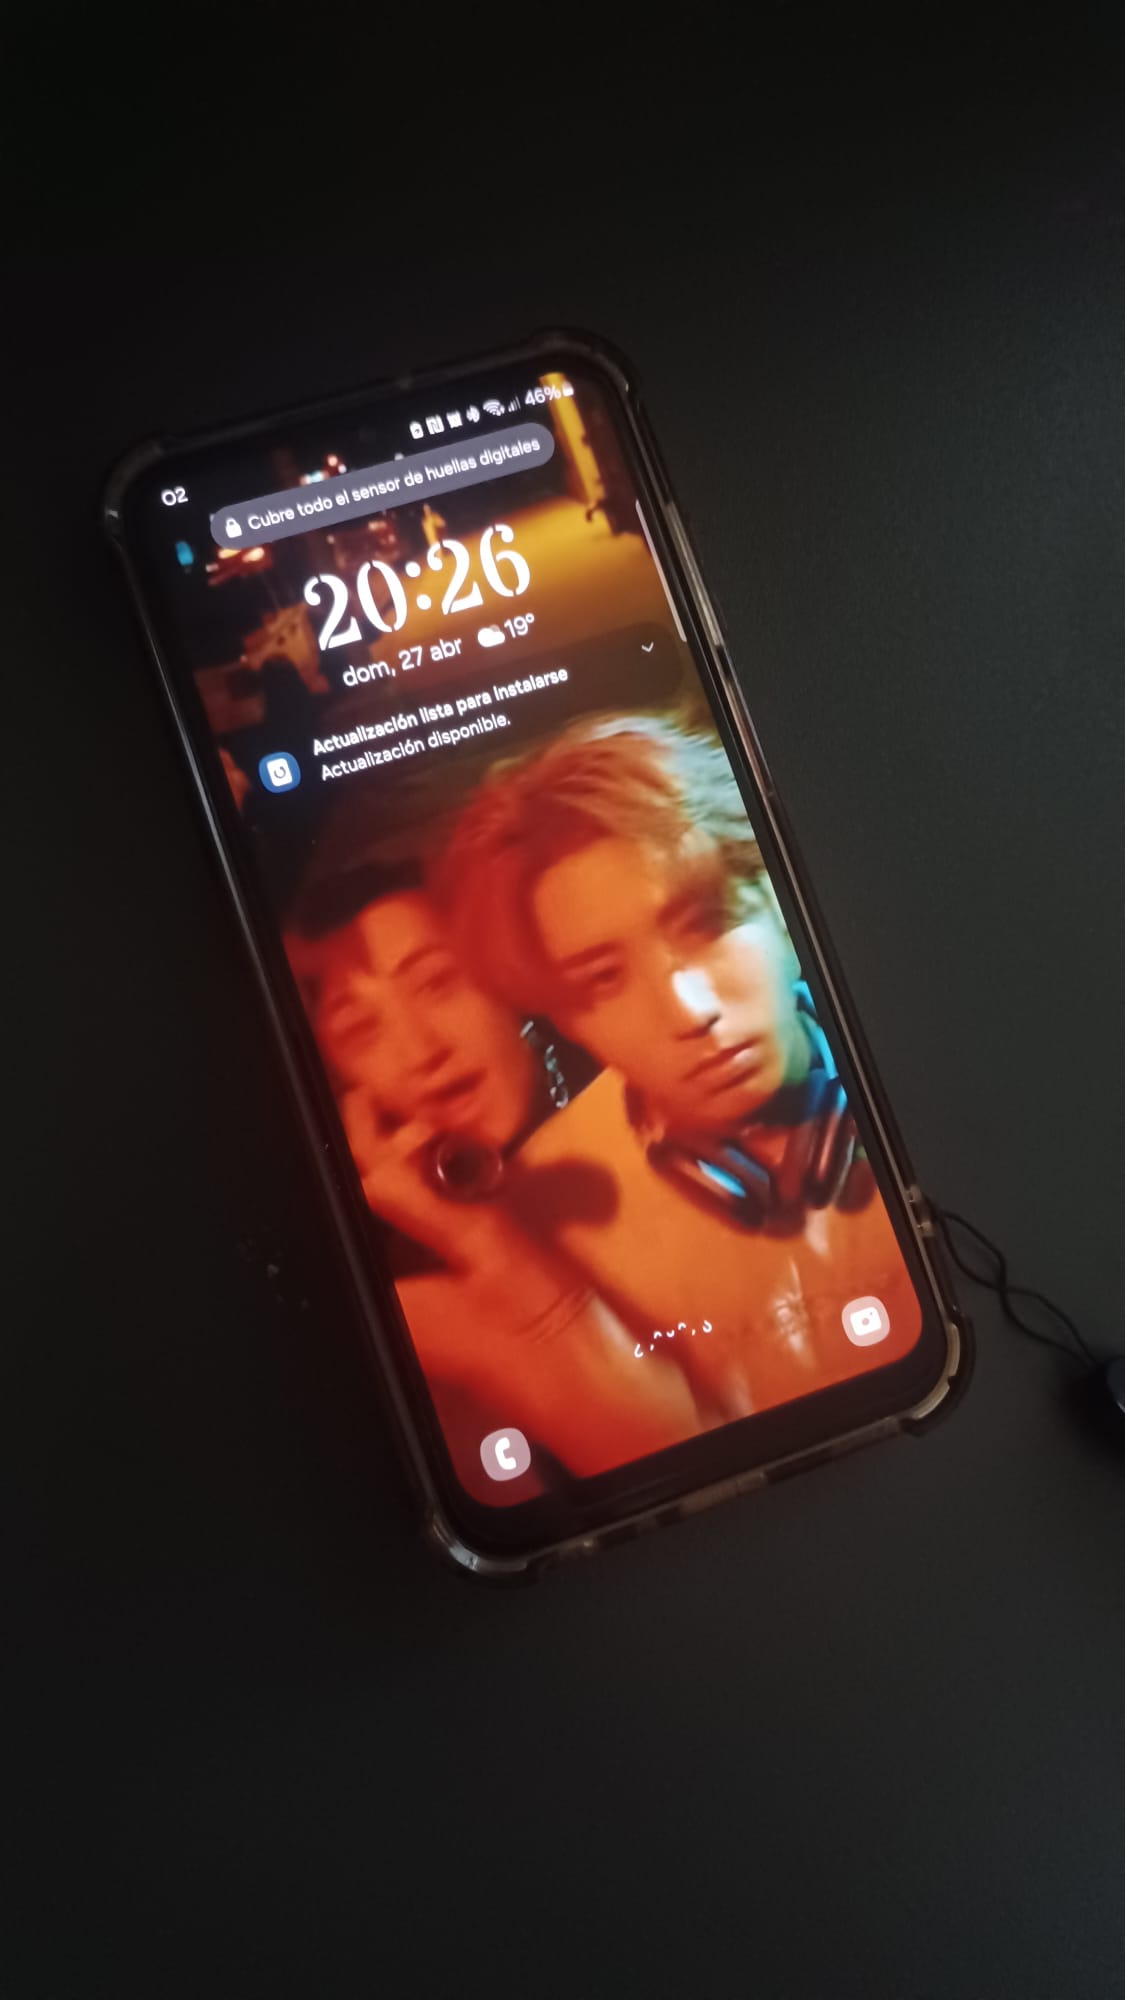 O2
46%
Cubre todo el sensor de huellas digitales
20:26
dom, 27 abr 19°
Actualización lista para instalarse
Actualización disponible.